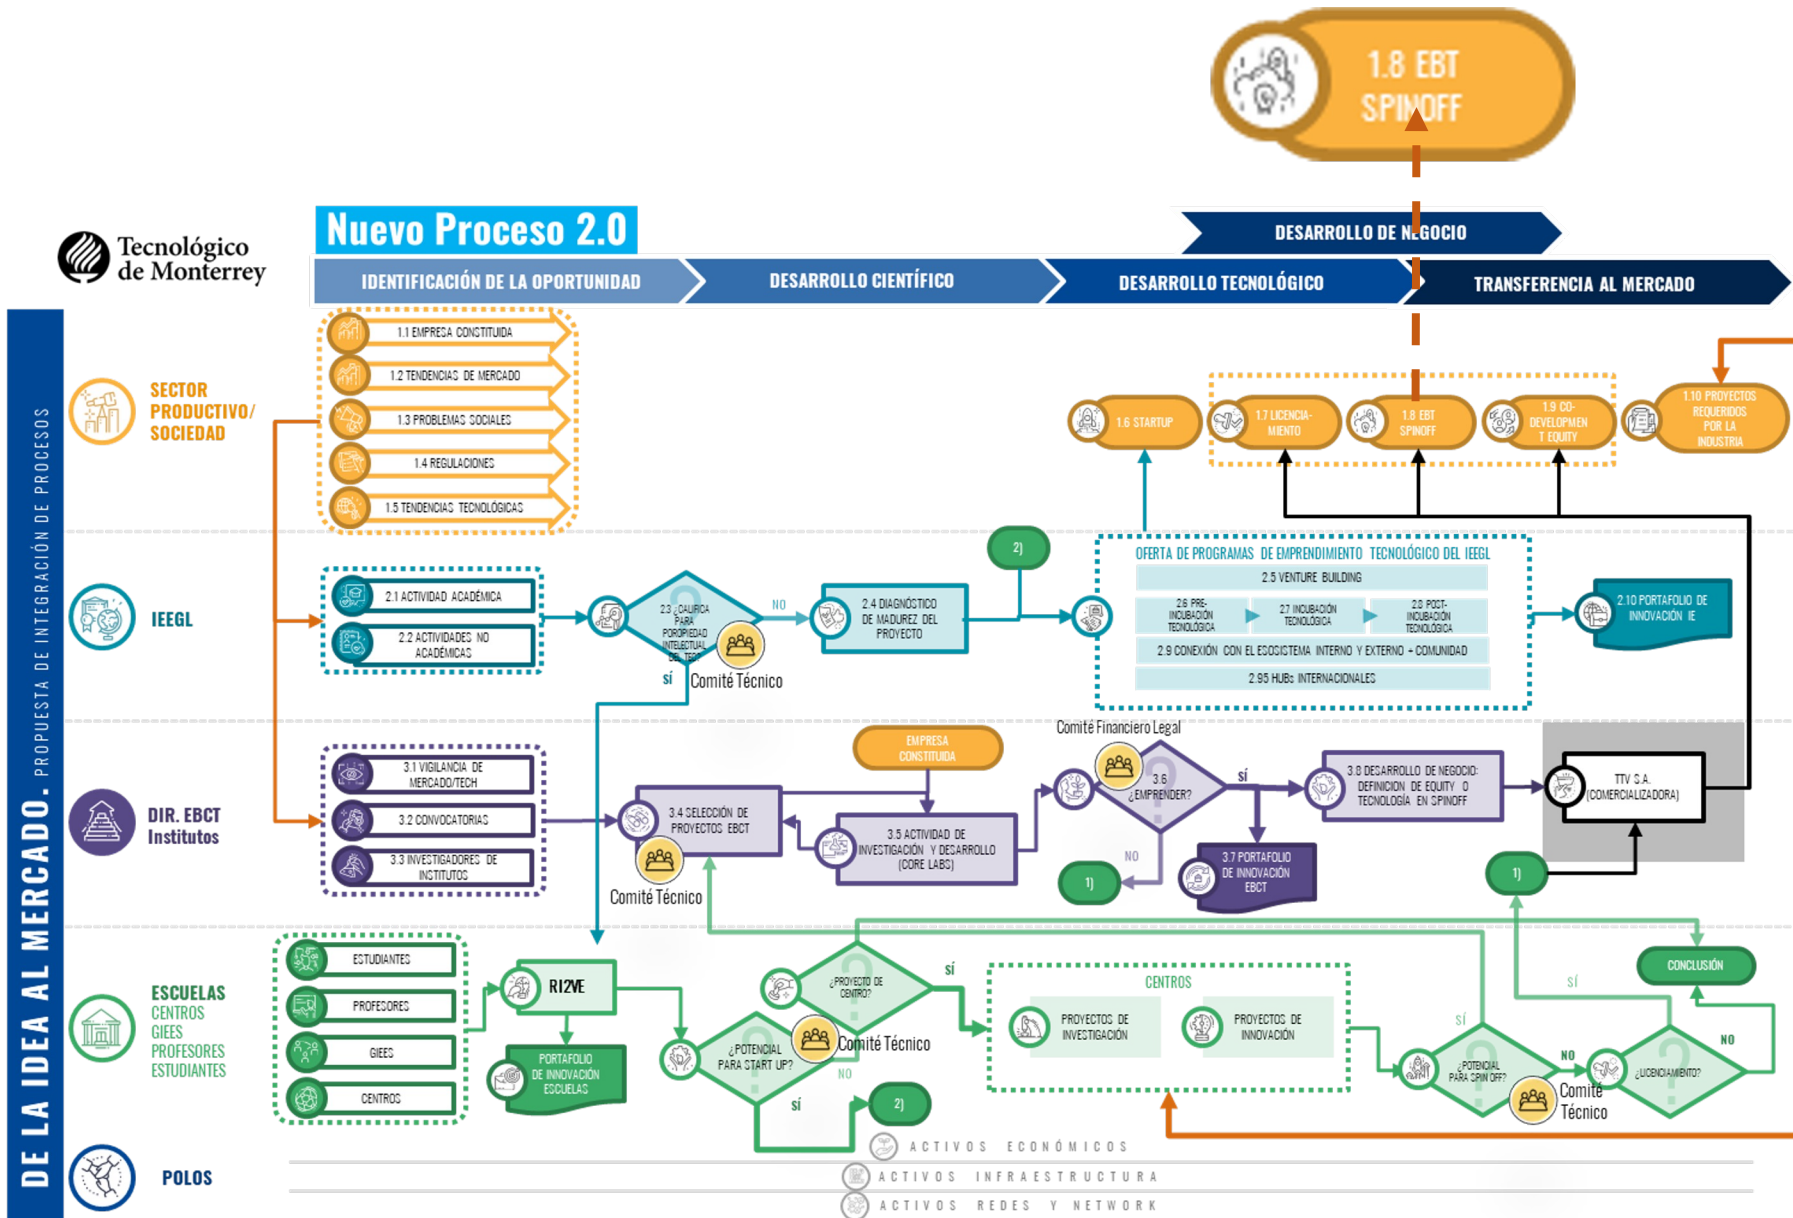 1.8 EBT
SPINOFF
Tecnológico
de Monterrey
Nuevo Proceso 2.0
DESARROLLO DE NEGOCIO
IDENTIFICACIÓN DE LA OPORTUNIDAD
DESARROLLO CIENTÍFICO
DESARROLLO TECNOLÓGICO
TRANSFERENCIA AL MERCADO
DE LA IDEA AL MERCADO. PROPUESTA DE INTEGRACIÓN DE PROCESOS
SECTOR
PRODUCTIVO/
SOCIEDAD
1.1 EMPRESA CONSTITUIDA
1.2 TENDENCIAS DE MERCADO
1.3 PROBLEMAS SOCIALES
1.4 REGULACIONES
1.5 TENDENCIAS TECNOLÓGICAS
1.6 STARTUP
1.7 LICENCIA-
MIENTO
1.8 EBT
SPINOFF
1.9 CO-
DEVELOPMEN
T EQUITY
1.10 PROYECTOS
REQUERIDOS
POR LA
INDUSTRIA
IEEGL
2.1 ACTIVIDAD ACADÉMICA
2.2 ACTIVIDADES NO
ACADÉMICAS
2.3 ¿CALIFICA
PARA
POROPIEDAD
INTELECTUAL
DEL TEC?
NO
SÍ
Comité Técnico
2.4 DIAGNÓSTICO
DE MADUREZ DEL
PROYECTO
2)
OFERTA DE PROGRAMAS DE EMPRENDIMIENTO TECNOLÓGICO DEL IEEGL
2.5 VENTURE BUILDING
2.6 PRE-
INCUBACIÓN
TECNOLÓGICA
2.7 INCUBACIÓN
TECNOLÓGICA
2.8 POST-
INCUBACIÓN
TECNOLÓGICA
2.9 CONEXIÓN CON EL ESOSISTEMA INTERNO Y EXTERNO + COMUNIDAD
2.95 HUBs INTERNACIONALES
2.10 PORTAFOLIO DE
INNOVACIÓN IE
DIR. EBCT
Institutos
3.1 VIGILANCIA DE
MERCADO/TECH
3.2 CONVOCATORIAS
3.3 INVESTIGADORES DE
INSTITUTOS
3.4 SELECCIÓN DE
PROYECTOS EBCT
Comité Técnico
EMPRESA
CONSTITUIDA
3.5 ACTIVIDAD DE
INVESTIGACIÓN Y DESARROLLO
(CORE LABS)
Comité Financiero Legal
3.6
¿EMPRENDER?
SÍ
NO
1)
3.7 PORTAFOLIO
DE INNOVACIÓN
EBCT
3.8 DESARROLLO DE NEGOCIO:
DEFINICION DE EQUITY O
TECNOLOGÍA EN SPINOFF
TTV S.A.
(COMERCIALIZADORA)
1)
ESCUELAS
CENTROS
GIEES
PROFESORES
ESTUDIANTES
ESTUDIANTES
PROFESORES
GIEES
CENTROS
RI2VE
PORTAFOLIO
DE INNOVACIÓN
ESCUELAS
¿POTENCIAL
PARA START UP?
SÍ
2)
NO
Comité Técnico
¿PROYECTO DE
CENTRO?
SÍ
CENTROS
PROYECTOS DE
INVESTIGACIÓN
PROYECTOS DE
INNOVACIÓN
¿POTENCIAL
PARA SPIN OFF?
SÍ
NO
Comité
Técnico
¿LICENCIAMIENTO?
SÍ
NO
CONCLUSIÓN
POLOS
ACTIVOS ECONÓMICOS
ACTIVOS INFRAESTRUCTURA
ACTIVOS REDES Y NETWORK